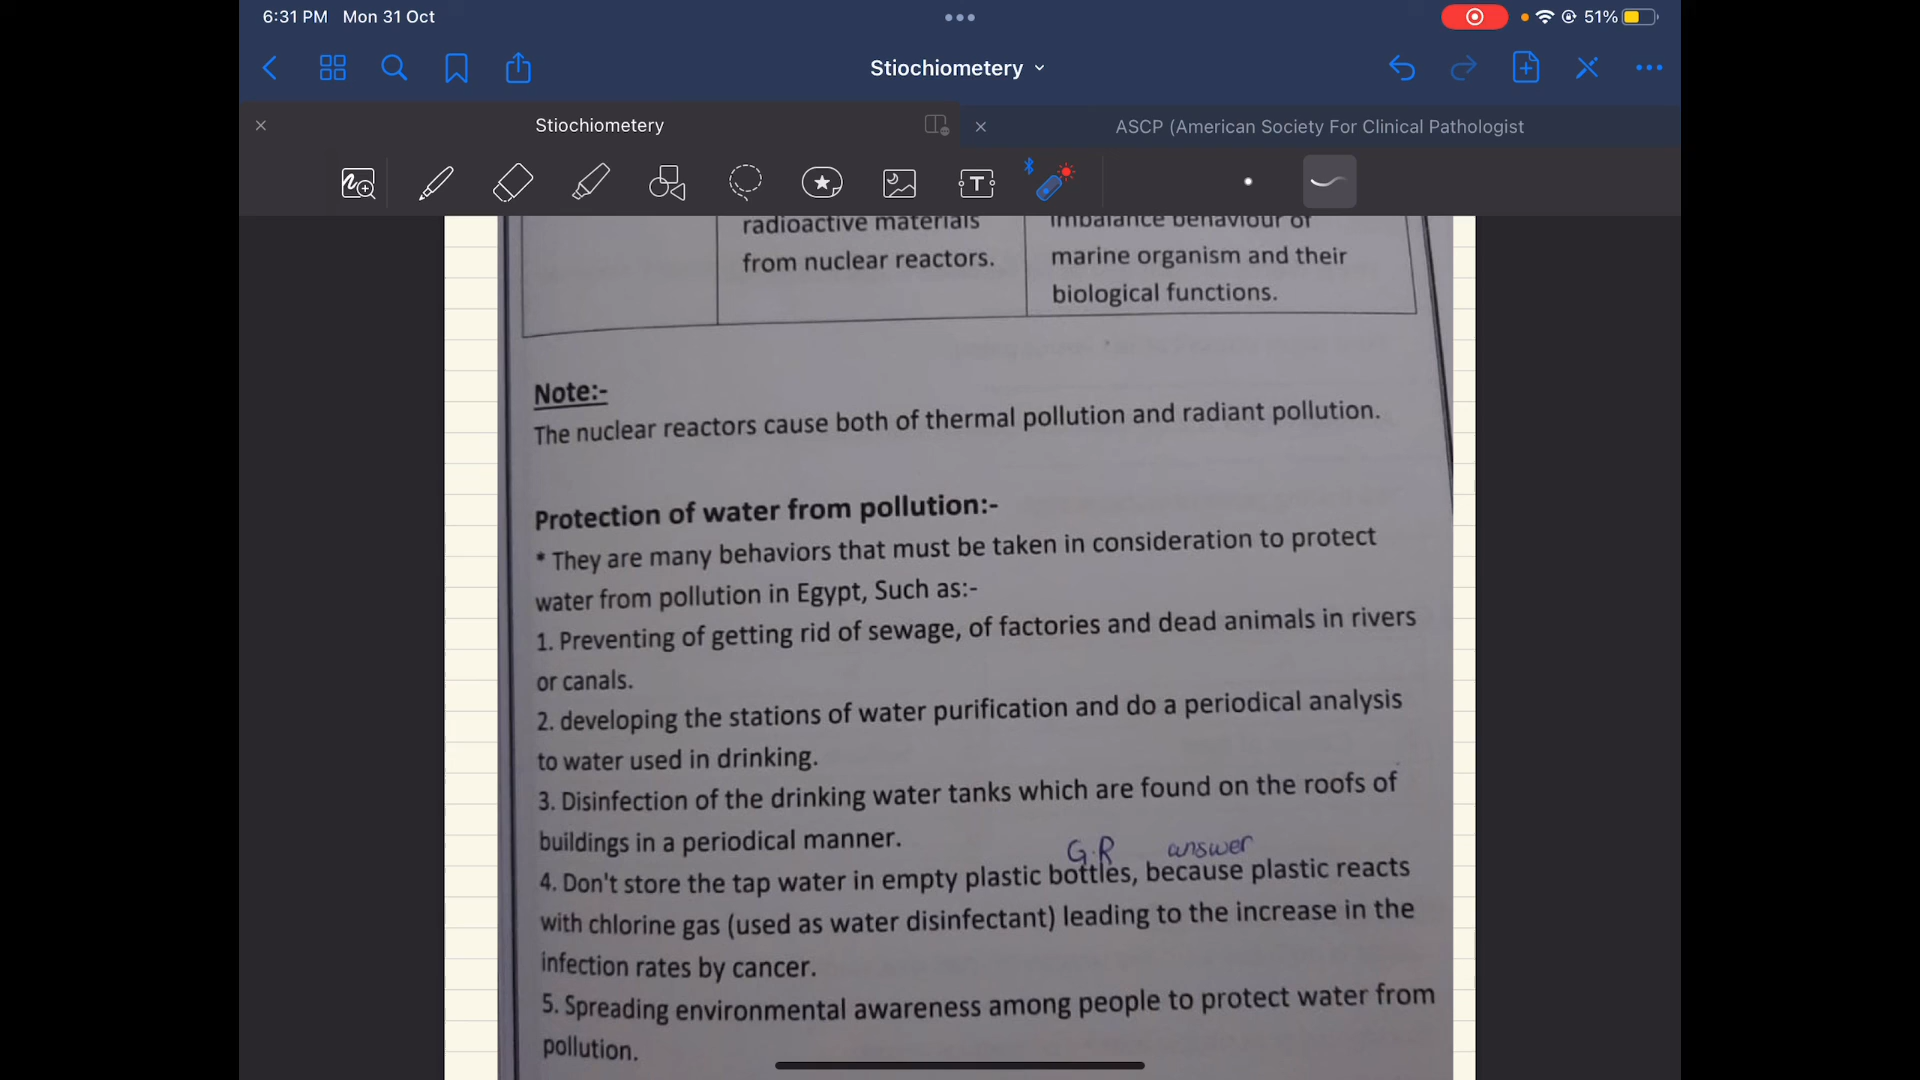 6:31 PM Mon 31 Oct
51%
Stiochiometery
Stiochiometery
ASCP (American Society For Clinical Pathologist
T
radioactive materials
from nuclear reactors.
imbalance behaviour of
marine organism and their
biological functions.
Note:-
The nuclear reactors cause both of thermal pollution and radiant pollution.
Protection of water from pollution:-
* They are many behaviors that must be taken in consideration to protect
water from pollution in Egypt, Such as:-
1. Preventing of getting rid of sewage, of factories and dead animals in rivers
or canals.
2. developing the stations of water purification and do a periodical analysis
to water used in drinking.
3. Disinfection of the drinking water tanks which are found on the roofs of
buildings in a periodical manner.
G.R answer
4. Don't store the tap water in empty plastic bottles, because plastic reacts
with chlorine gas (used as water disinfectant) leading to the increase in the
infection rates by cancer.
5. Spreading environmental awareness among people to protect water from
pollution.